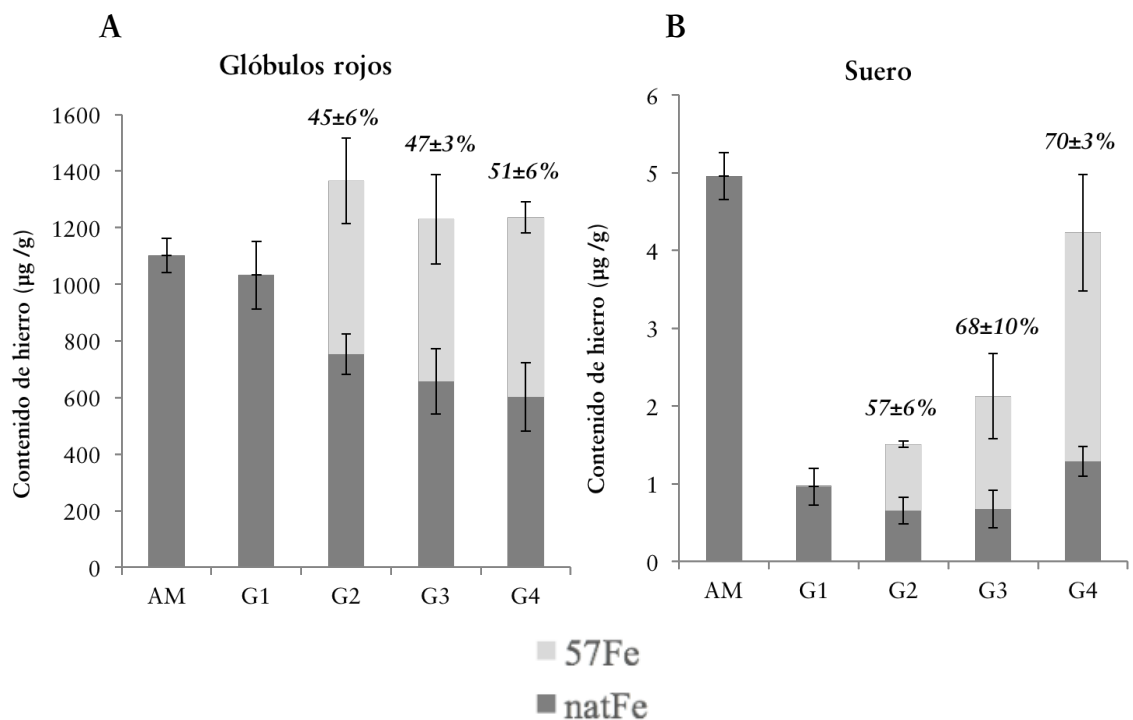 A
Glóbulos rojos
Contenido de hierro (µg /g)
1600
1400
1200
1000
800
600
400
200
0
45±6%
47±3%
51±6%
AM G1 G2 G3 G4
B
Suero
Contenido de hierro (µg /g)
6
5
4
3
2
1
0
57±6%
68±10%
70±3%
AM G1 G2 G3 G4
57Fe
natFe